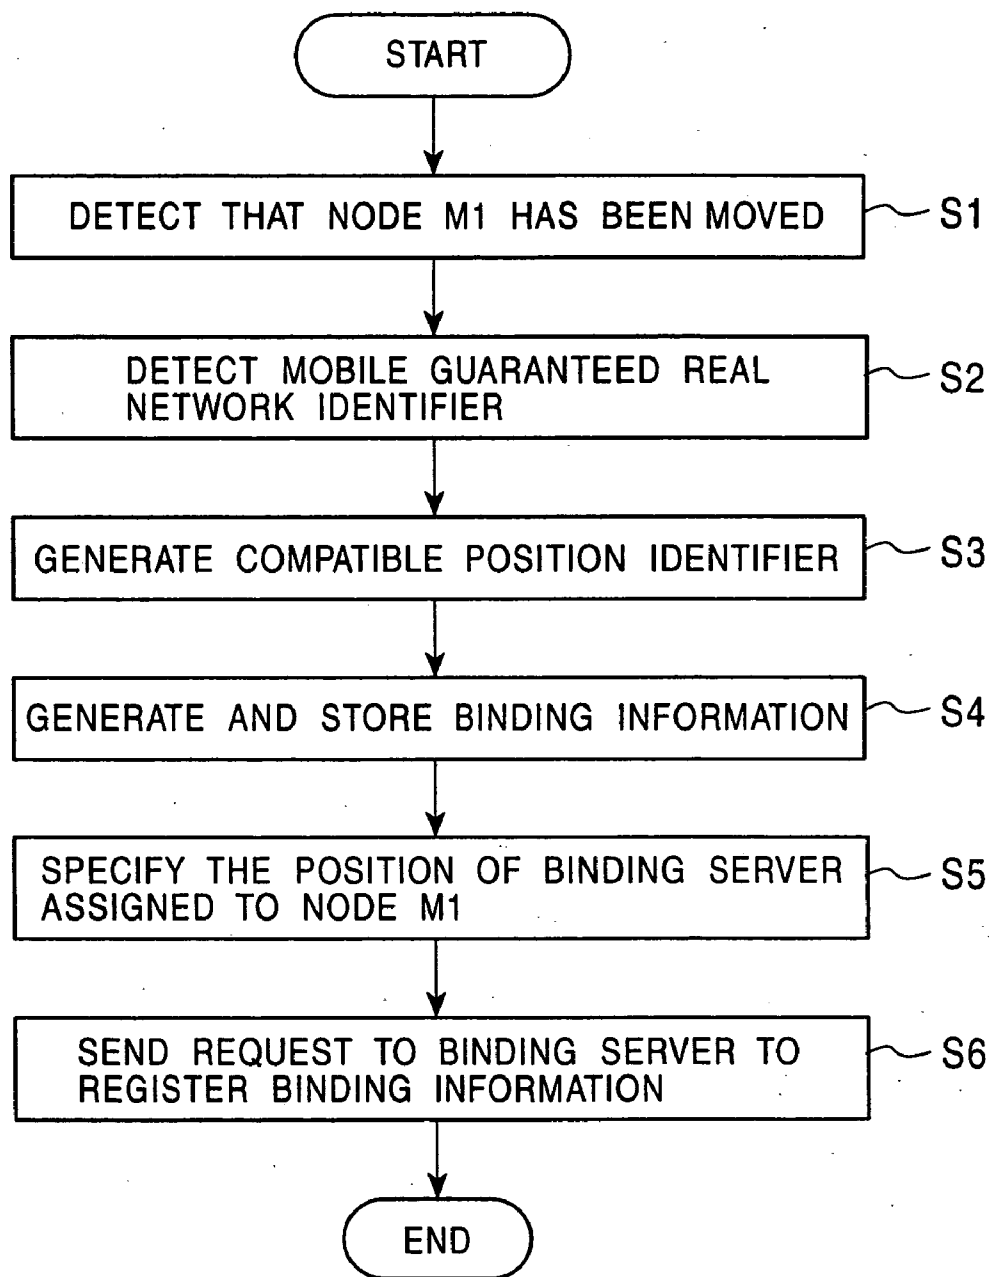 START
DETECT THAT NODE M1 HAS BEEN MOVED
S1
DETECT MOBILE GUARANTEED REAL
NETWORK IDENTIFIER
S2
GENERATE COMPATIBLE POSITION IDENTIFIER
S3
GENERATE AND STORE BINDING INFORMATION
S4
SPECIFY THE POSITION OF BINDING SERVER
ASSIGNED TO NODE M1
S5
SEND REQUEST TO BINDING SERVER TO
REGISTER BINDING INFORMATION
S6
END